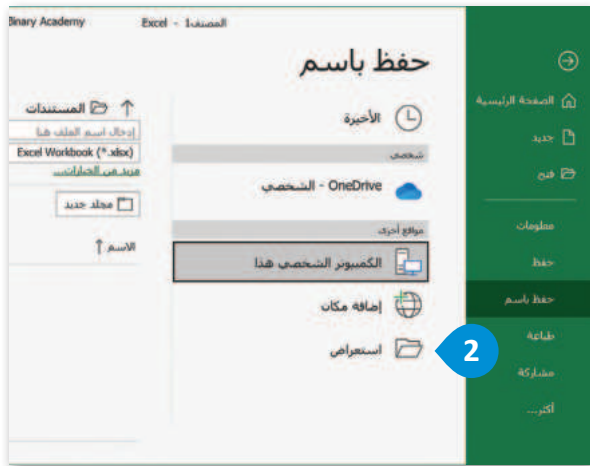 المصنف1 - Excel
Binary Academy
الصفحة الرئيسية
جديد
فتح
معلومات
حفظ
حفظ باسم
طباعة
مشاركة
أكثر...
حفظ باسم
الأخيرة
شخصي
OneDrive - الشخصي
مواقع أخرى
الكمبيوتر الشخصي هذا
إضافة مكان
استعراض
2
المستندات
إدخال اسم الملف هنا
Excel Workbook (*.xlsx)
مزيد من الخيارات...
مجلد جديد
الاسم ↑